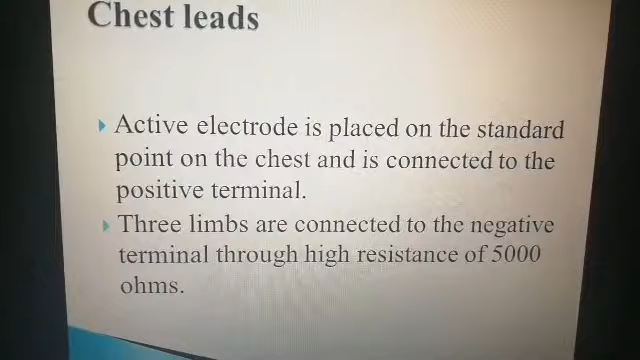 Chest leads
Active electrode is placed on the standard
point on the chest and is connected to the
positive terminal.
Three limbs are connected to the negative
terminal through high resistance of 5000
ohms.